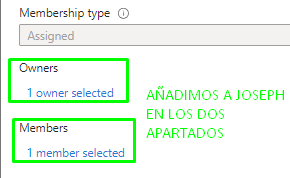 Membership type
Assigned
Owners
1 owner selected
AÑADIMOS A JOSEPH
EN LOS DOS
APARTADOS
Members
1 member selected